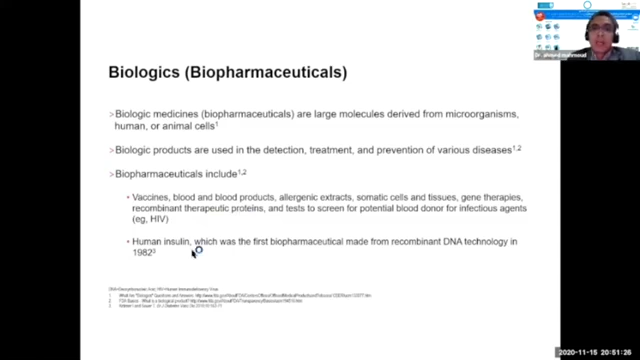 Biologics (Biopharmaceuticals)
>Biologic medicines (biopharmaceuticals) are large molecules derived from microorganisms,
human, or animal cells1
>Biologic products are used in the detection, treatment, and prevention of various diseases1,2
>Biopharmaceuticals include1,2
• Vaccines, blood and blood products, allergenic extracts, somatic cells and tissues, gene therapies,
recombinant therapeutic proteins, and tests to screen for potential blood donor for infectious agents
(eg, HIV)
• Human insulin, which was the first biopharmaceutical made from recombinant DNA technology in
19823
2020-11-15 20:51:26